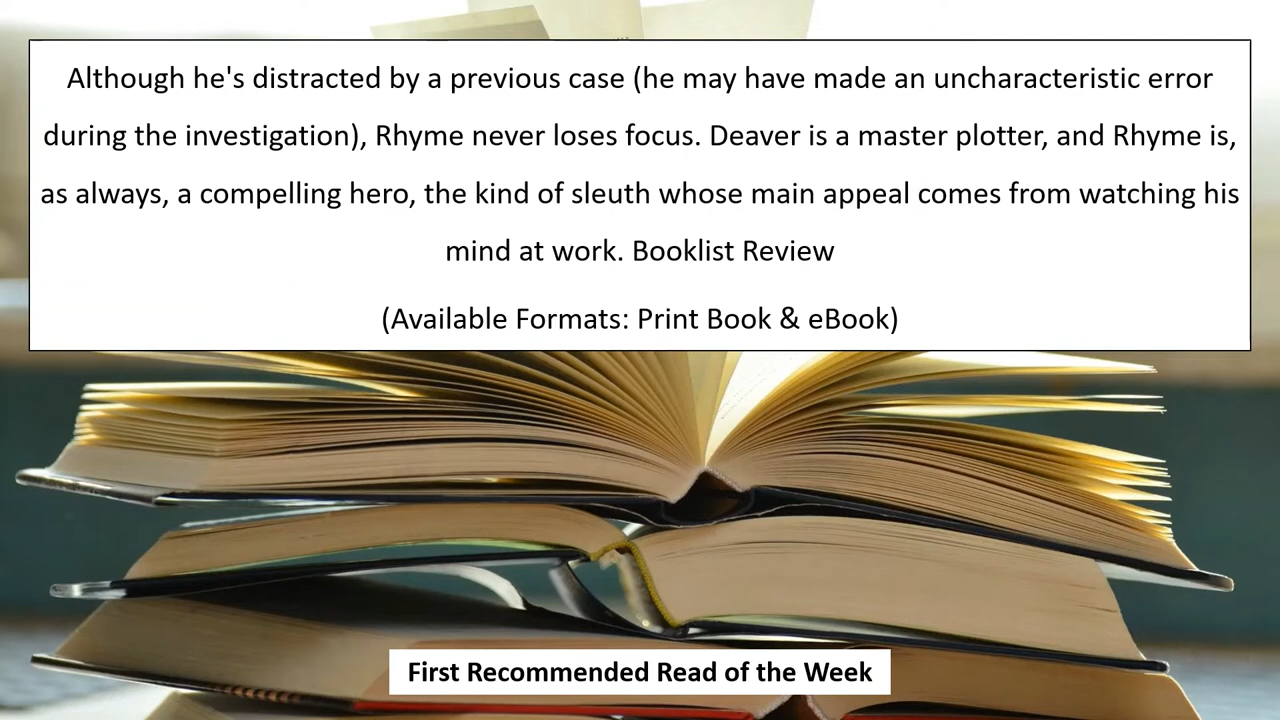 Although he's distracted by a previous case (he may have made an uncharacteristic error
during the investigation), Rhyme never loses focus. Deaver is a master plotter, and Rhyme is,
as always, a compelling hero, the kind of sleuth whose main appeal comes from watching his
mind at work. Booklist Review
(Available Formats: Print Book & eBook)
First Recommended Read of the Week